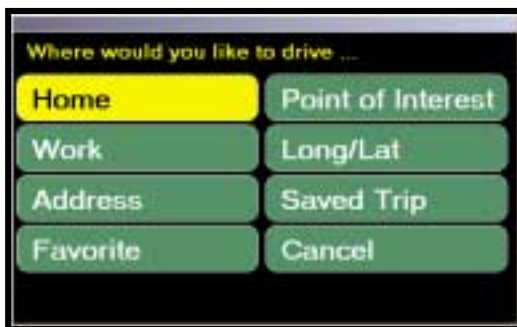 Where would you like to drive ...
Home
Point of Interest
Work
Long/Lat
Address
Saved Trip
Favorite
Cancel